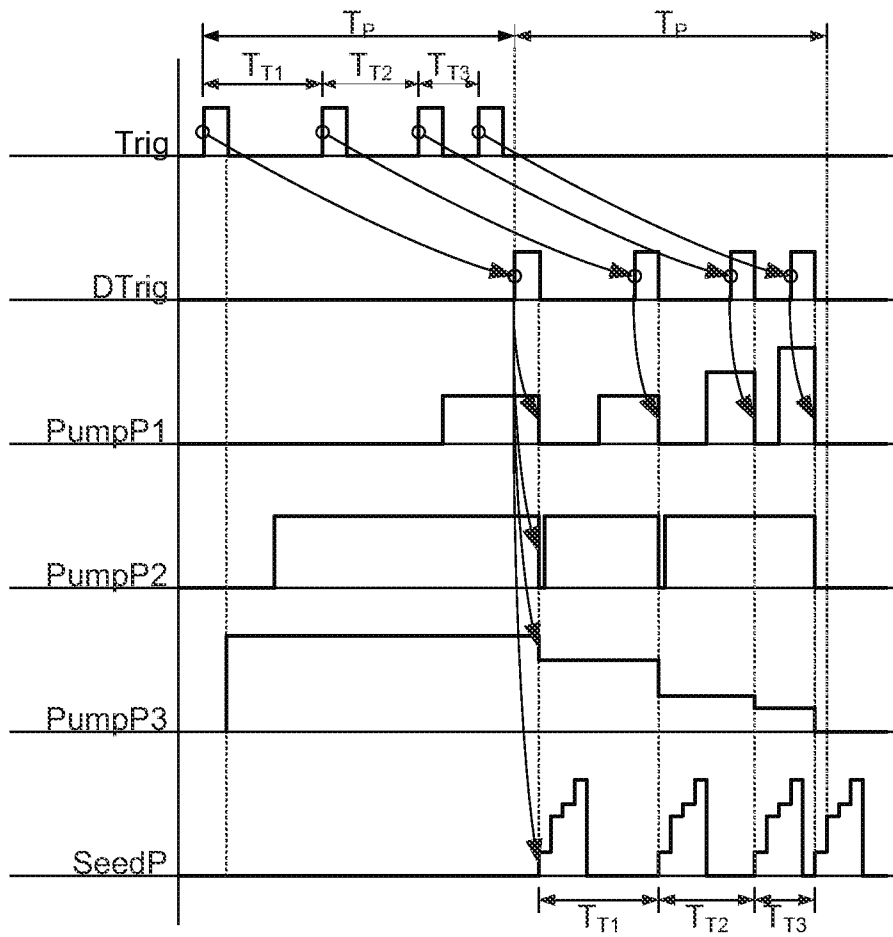 T_P T_P
T_T1 T_T2 T_T3
Trig
DTrig
PumpP1
PumpP2
PumpP3
SeedP
T_T1 T_T2 T_T3